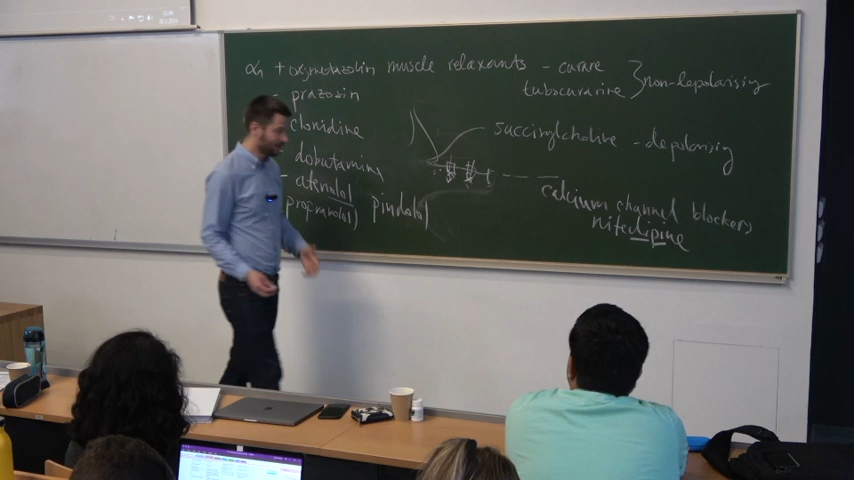 α1 + oxymetazolin
- prazosin
clonidine
- dobutamine
- atenolol
propranolol) pindolol
muscle relaxants - curare
tubocurarine } non-depolarising
succinylcholine - depolarising
calcium channel blockers
nifedipine